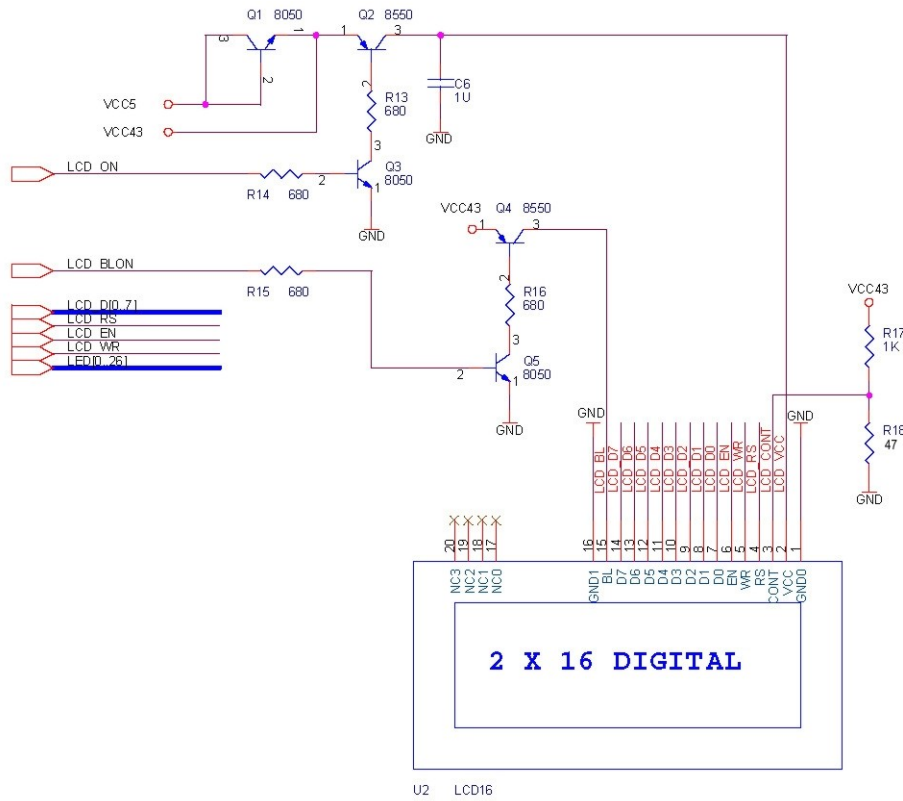 Q1 8050
Q2 8550
3
1
1
3
2
2
C6
1U
VCC5
R13
680
VCC43
GND
3
LCD_ON
Q3
8050
2
1
R14 680
VCC43
Q4 8550
1
3
GND
LCD_BLON
2
R15 680
R16
680
VCC43
LCD_D[0..7]
LCD_RS
LCD_EN
LCD_WR
LED[0..26]
R17
1K
3
Q5
8050
2
1
GND
GND
GND
R18
47
GND
LCD_BL
LCD_D7
LCD_D6
LCD_D5
LCD_D4
LCD_D3
LCD_D2
LCD_D1
LCD_D0
LCD_EN
LCD_WR
LCD_RS
LCD_CONT
LCD_VCC
20
19
18
17
16
15
14
13
12
11
10
9
8
7
6
5
4
3
2
1
NC3
NC2
NC1
NC0
GND1
BL
D7
D6
D5
D4
D3
D2
D1
D0
EN
WR
RS
CONT
VCC
GND0
2 X 16 DIGITAL
U2 LCD16